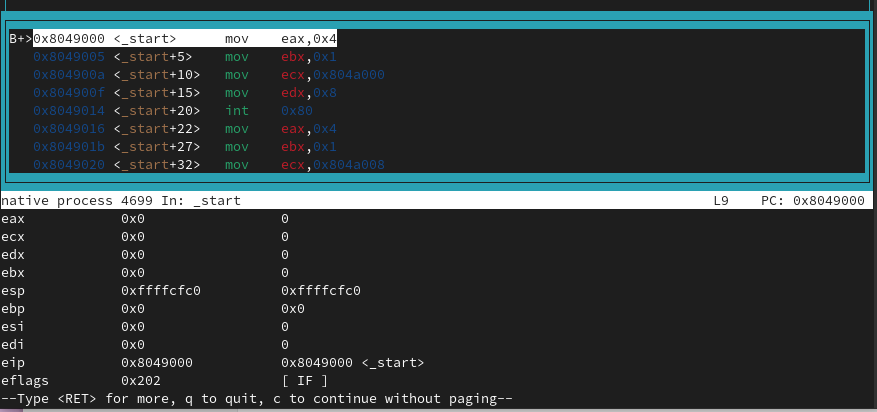 B+>0x8049000 <_start>      mov    eax,0x4
   0x8049005 <_start+5>    mov    ebx,0x1
   0x804900a <_start+10>   mov    ecx,0x804a000
   0x804900f <_start+15>   mov    edx,0x8
   0x8049014 <_start+20>   int    0x80
   0x8049016 <_start+22>   mov    eax,0x4
   0x804901b <_start+27>   mov    ebx,0x1
   0x8049020 <_start+32>   mov    ecx,0x804a008
native process 4699 In: _start                                                           L9    PC: 0x8049000
eax            0x0                 0
ecx            0x0                 0
edx            0x0                 0
ebx            0x0                 0
esp            0xffffcfc0          0xffffcfc0
ebp            0x0                 0x0
esi            0x0                 0
edi            0x0                 0
eip            0x8049000           0x8049000 <_start>
eflags         0x202               [ IF ]
--Type <RET> for more, q to quit, c to continue without paging--